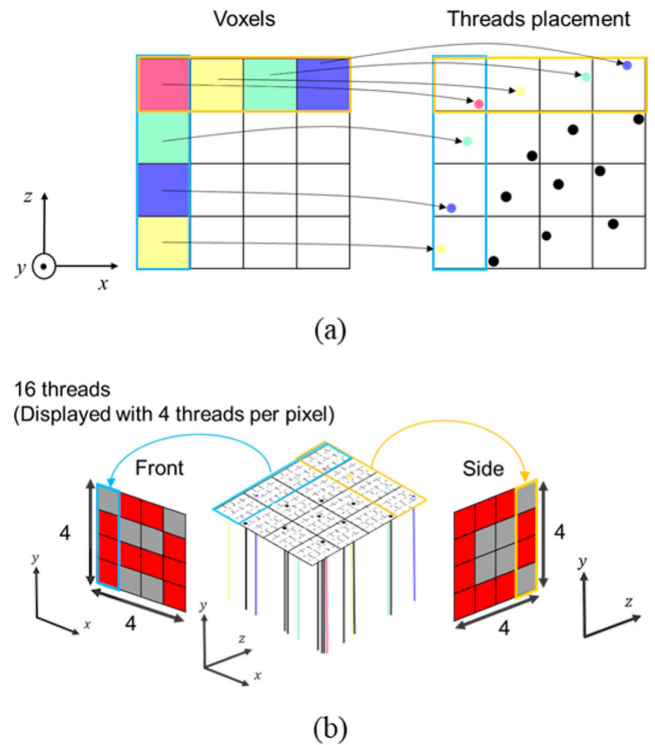 Voxels
Threads placement
z
y
x
(a)
16 threads
(Displayed with 4 threads per pixel)
Front
Side
4
4
y
x
y
z
x
4
4
y
z
(b)